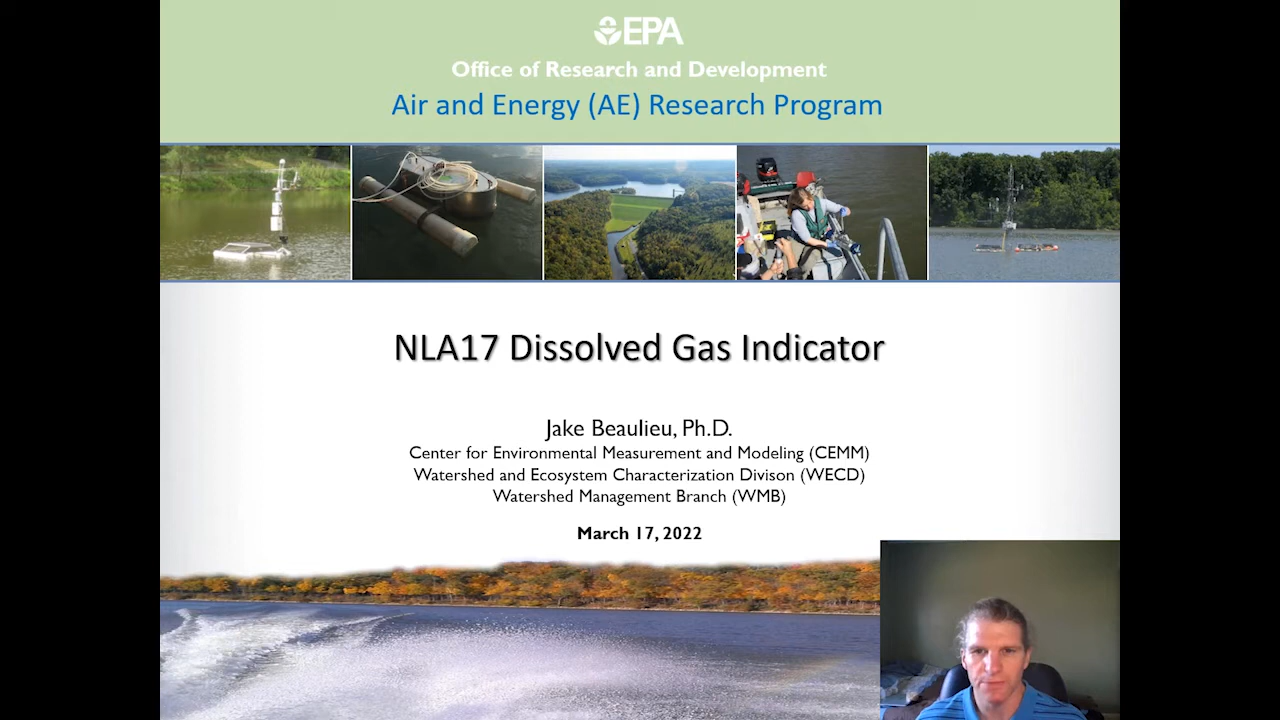 EPA
Office of Research and Development
Air and Energy (AE) Research Program
NLA17 Dissolved Gas Indicator
Jake Beaulieu, Ph.D.
Center for Environmental Measurement and Modeling (CEMM)
Watershed and Ecosystem Characterization Divison (WECD)
Watershed Management Branch (WMB)
March 17, 2022